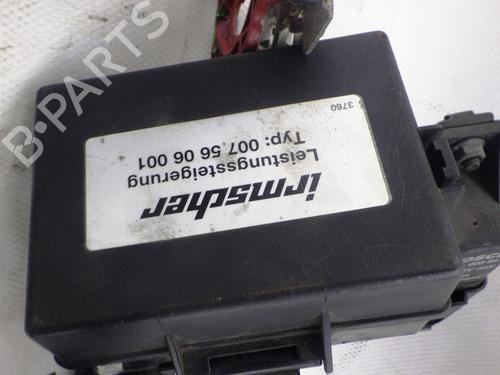 irmscher
Leistungssteigerung
Typ: 007 56 06 001
3760
B-PARTS